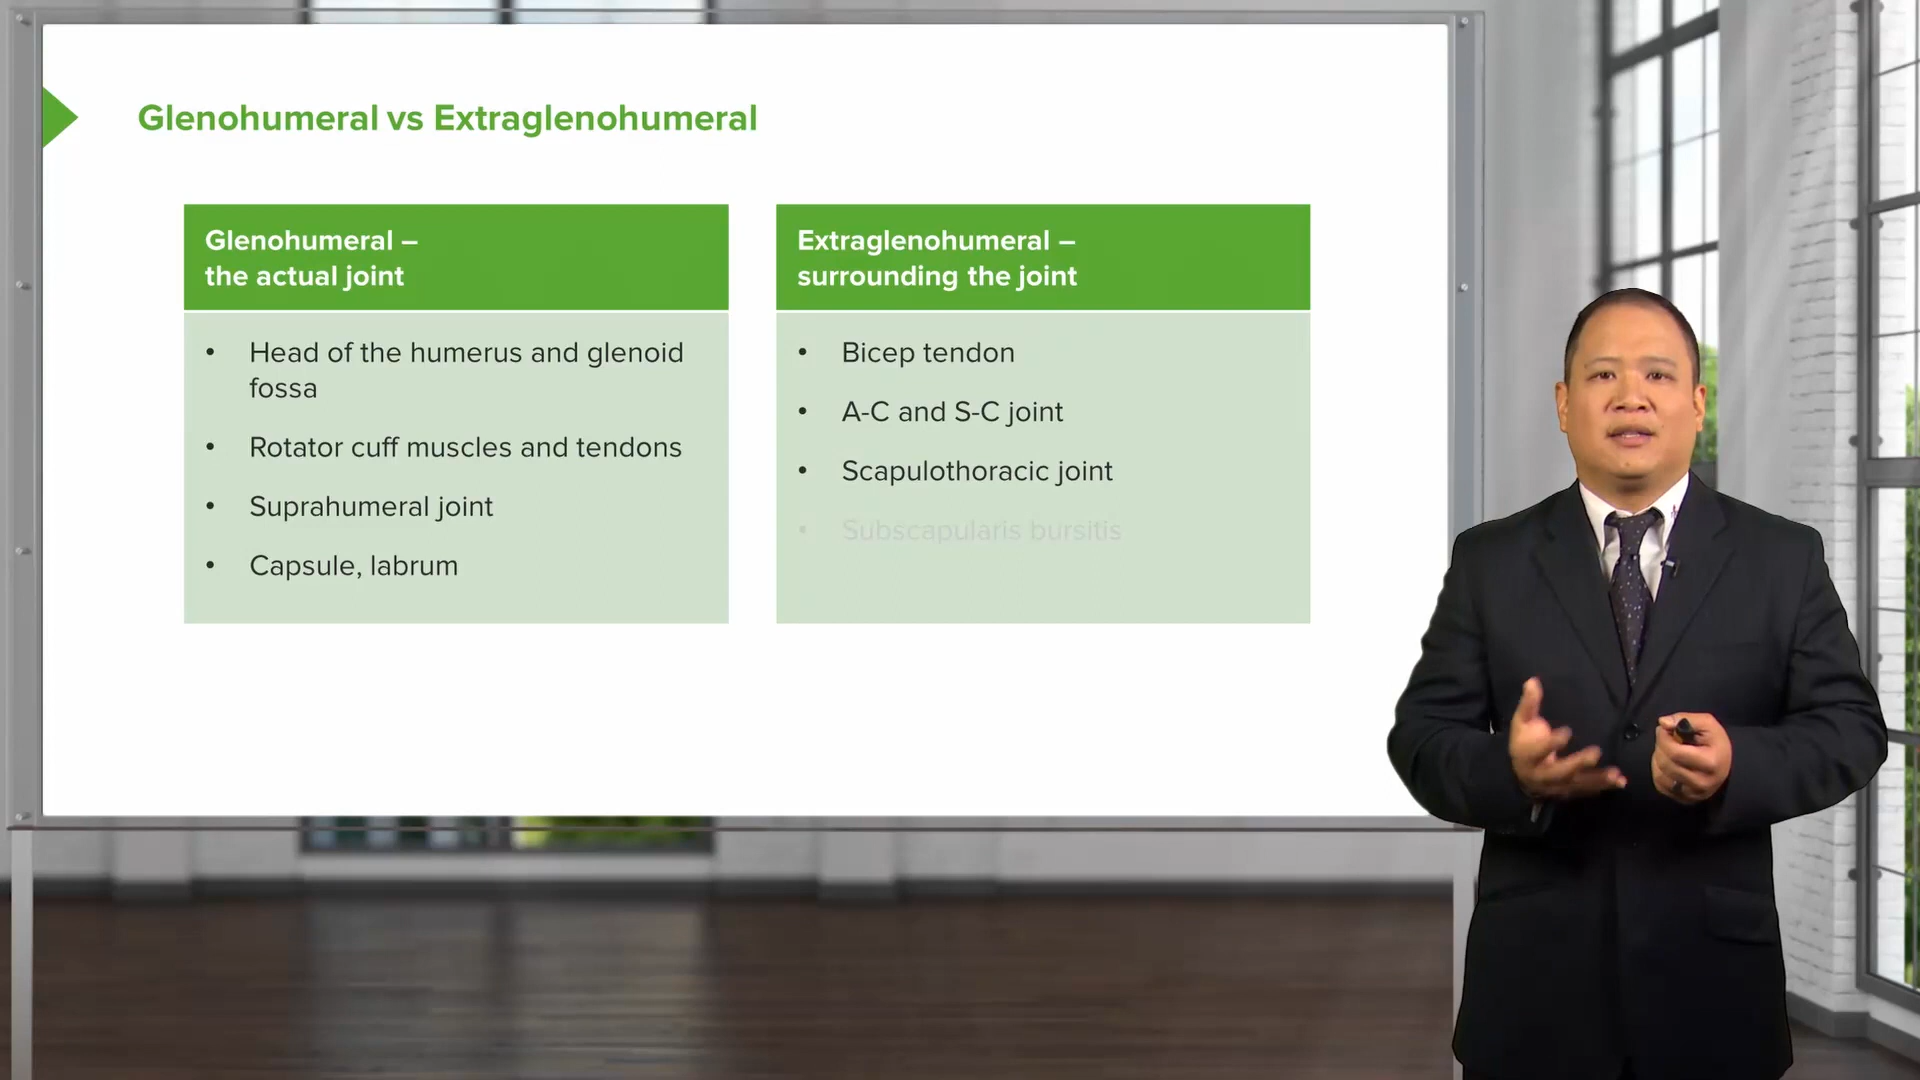 Glenohumeral vs Extraglenohumeral
Glenohumeral –
the actual joint
• Head of the humerus and glenoid
fossa
• Rotator cuff muscles and tendons
• Suprahumeral joint
• Capsule, labrum
Extraglenohumeral –
surrounding the joint
• Bicep tendon
• A-C and S-C joint
• Scapulothoracic joint
• Subscapularis bursitis